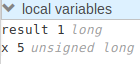 local variables
result 1 long
x 5 unsigned long